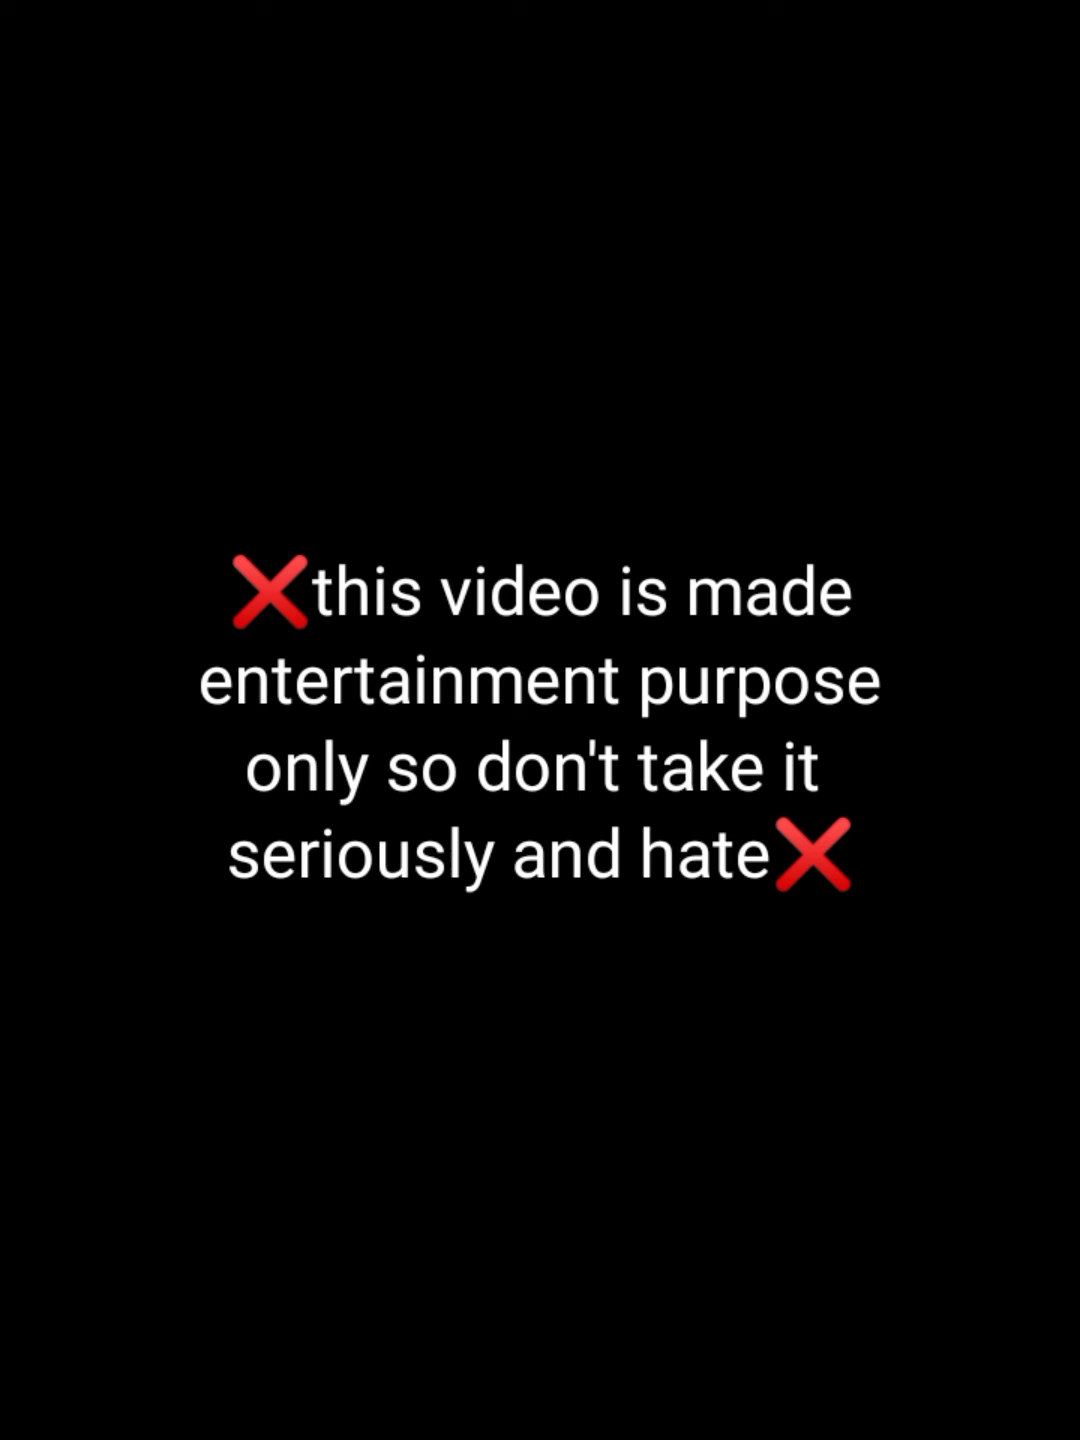 ❌this video is made
entertainment purpose
only so don't take it
seriously and hate❌